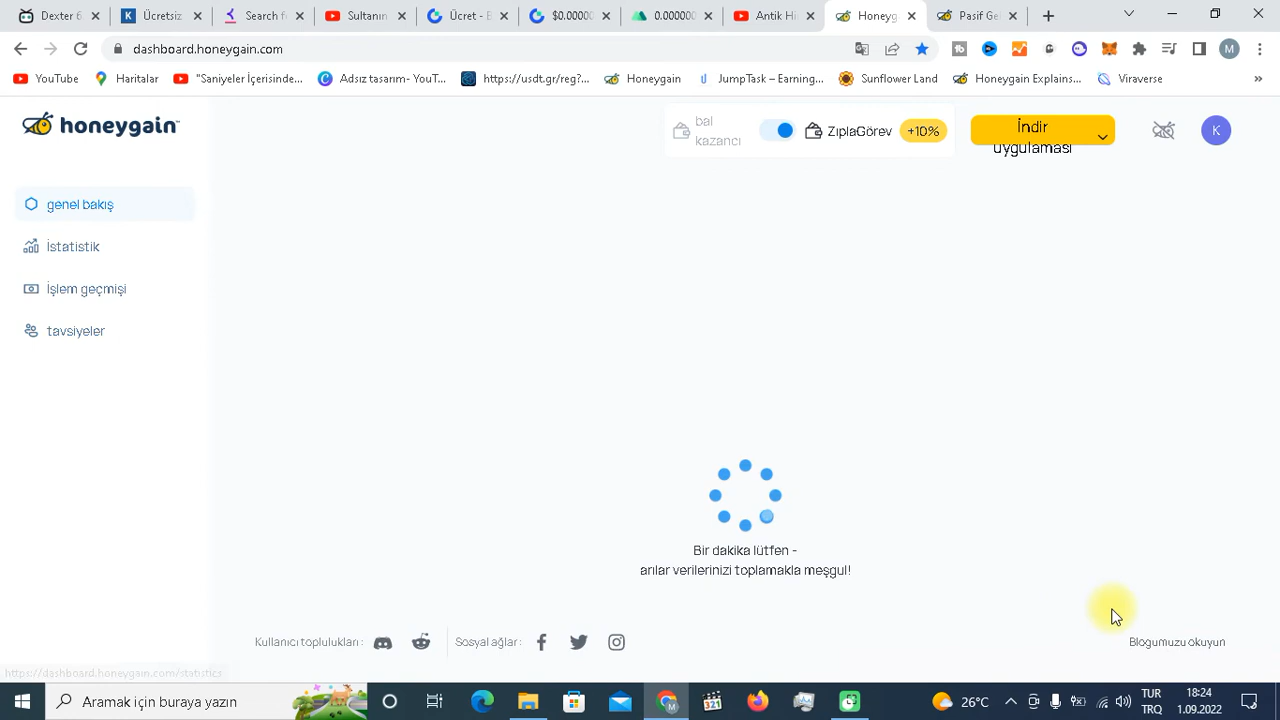 Dexter 6
Ücretsiz
Search f
Sultanın
Ücret - E
$0.0000
0.000000
Antik Hi
Honeyg
Pasif Ge
dashboard.honeygain.com
M
YouTube
Haritalar
"Saniyeler İçerisinde...
Adsız tasarım- YouT...
https://usdt.gr/reg?...
Honeygain
JumpTask – Earning...
Sunflower Land
Honeygain Explains...
Viraverse
»
honeygain™
bal
kazancı
ZıplaGörev
+10%
İndir
uygulaması
K
genel bakış
İstatistik
İşlem geçmişi
tavsiyeler
Bir dakika lütfen -
arılar verilerinizi toplamakla meşgul!
Kullanıcı toplulukları :
Sosyal ağlar :
Blogumuzu okuyun
https://dashboard.honeygain.com/statistics
Aramak için buraya yazın
26°C
TUR
TRQ
18:24
1.09.2022